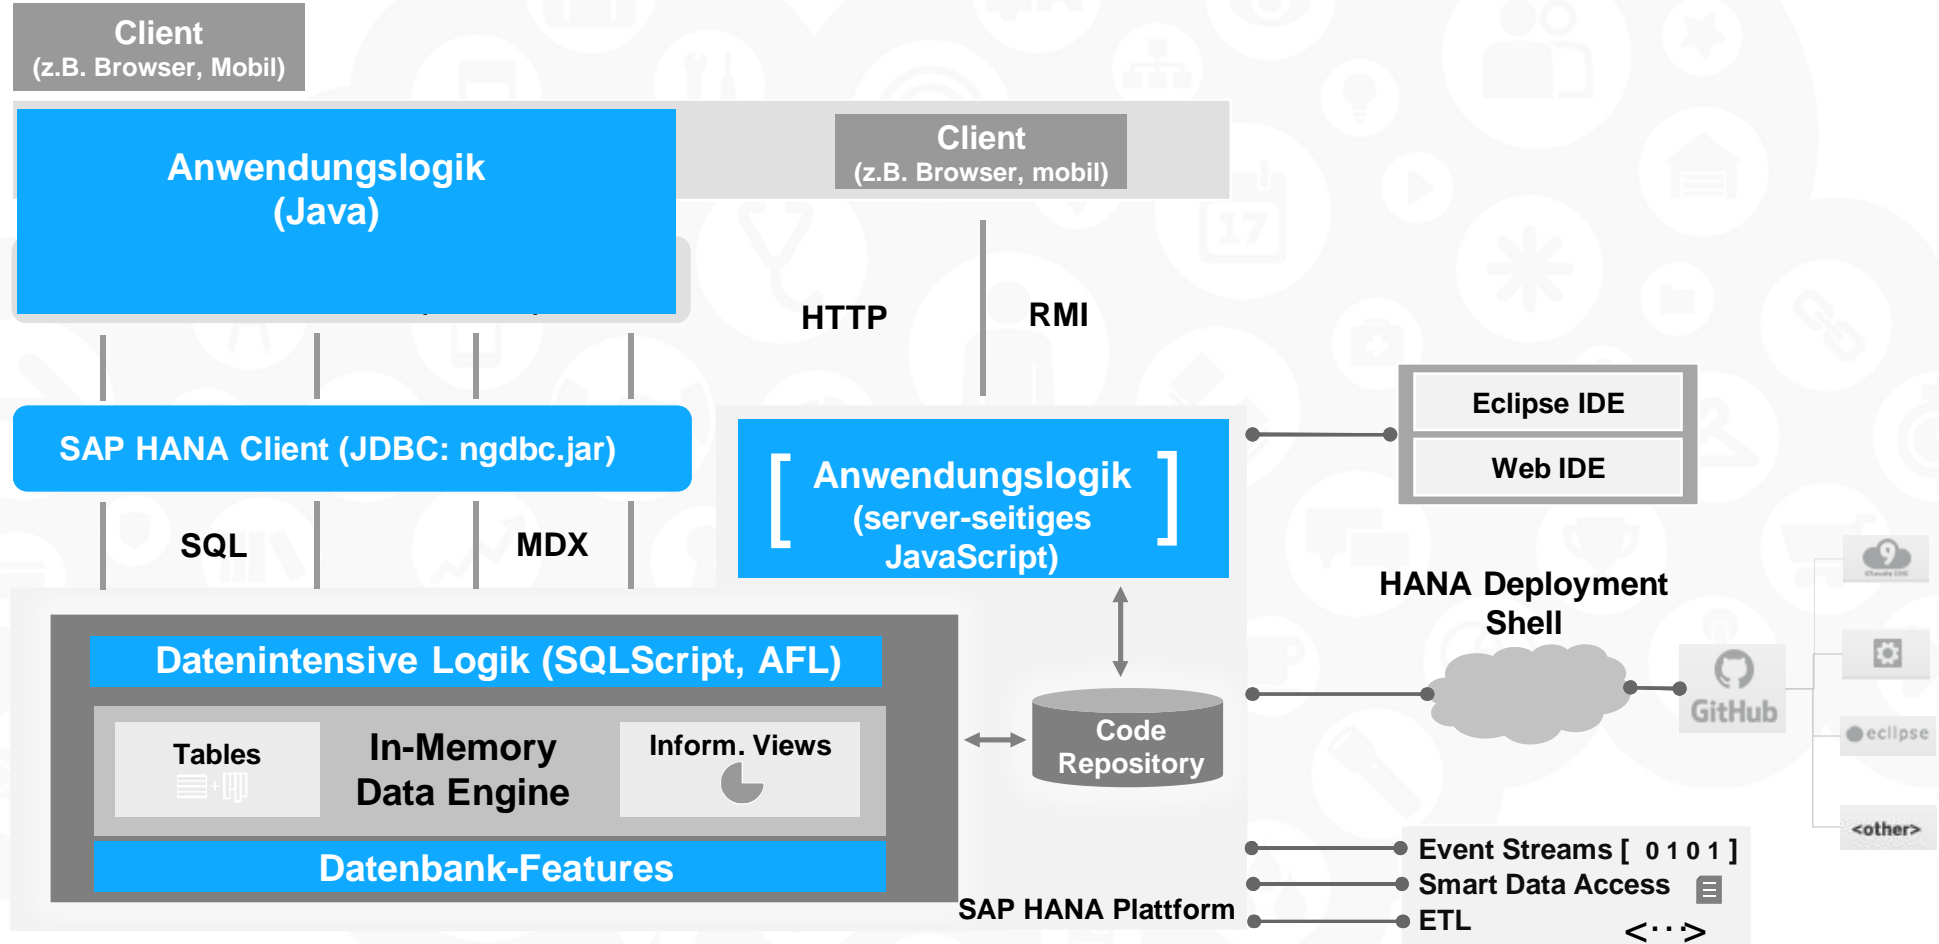 Client
(z.B. Browser, Mobil)
Anwendungslogik
(Java)
Client
(z.B. Browser, mobil)
HTTP
RMI
SAP HANA Client (JDBC: ngdbc.jar)
SQL
MDX
[ Anwendungslogik ]
(server-seitiges
JavaScript)
Eclipse IDE
Web IDE
HANA Deployment
Shell
GitHub
9
eclipse
<other>
Datenintensive Logik (SQLScript, AFL)
Tables
+
In-Memory
Data Engine
Inform. Views
Datenbank-Features
Code
Repository
SAP HANA Plattform
Event Streams [ 0 1 0 1 ]
Smart Data Access
ETL
<···>
17